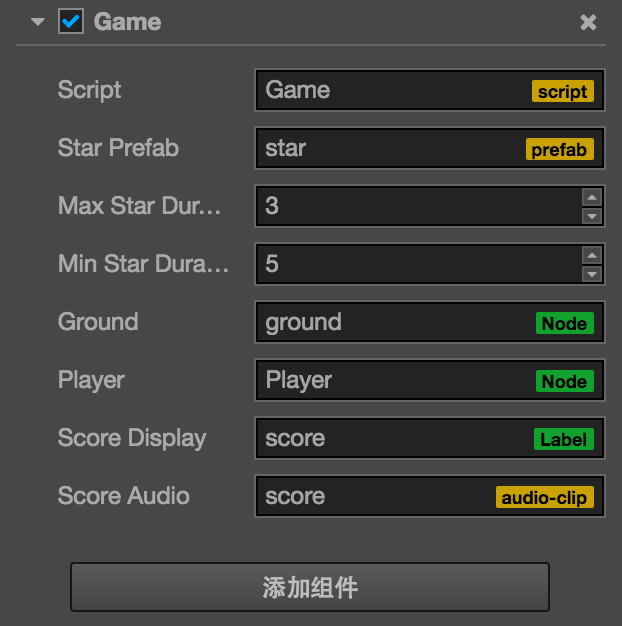 Game
Script Game script
Star Prefab star prefab
Max Star Dur... 3
Min Star Dura... 5
Ground ground Node
Player Player Node
Score Display score Label
Score Audio score audio-clip
添加组件